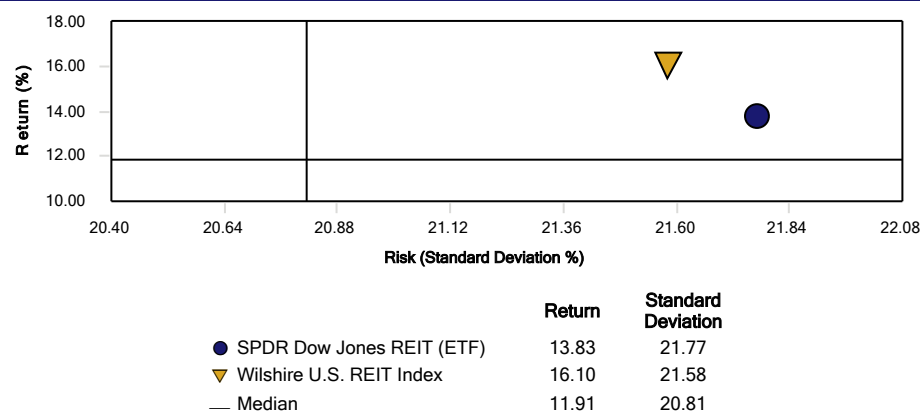 18.00
16.00
14.00
12.00
10.00
Return (%)
20.40 20.64 20.88 21.12 21.36 21.60 21.84 22.08
Risk (Standard Deviation %)
Return Standard Deviation
SPDR Dow Jones REIT (ETF) 13.83 21.77
Wilshire U.S. REIT Index 16.10 21.58
Median 11.91 20.81